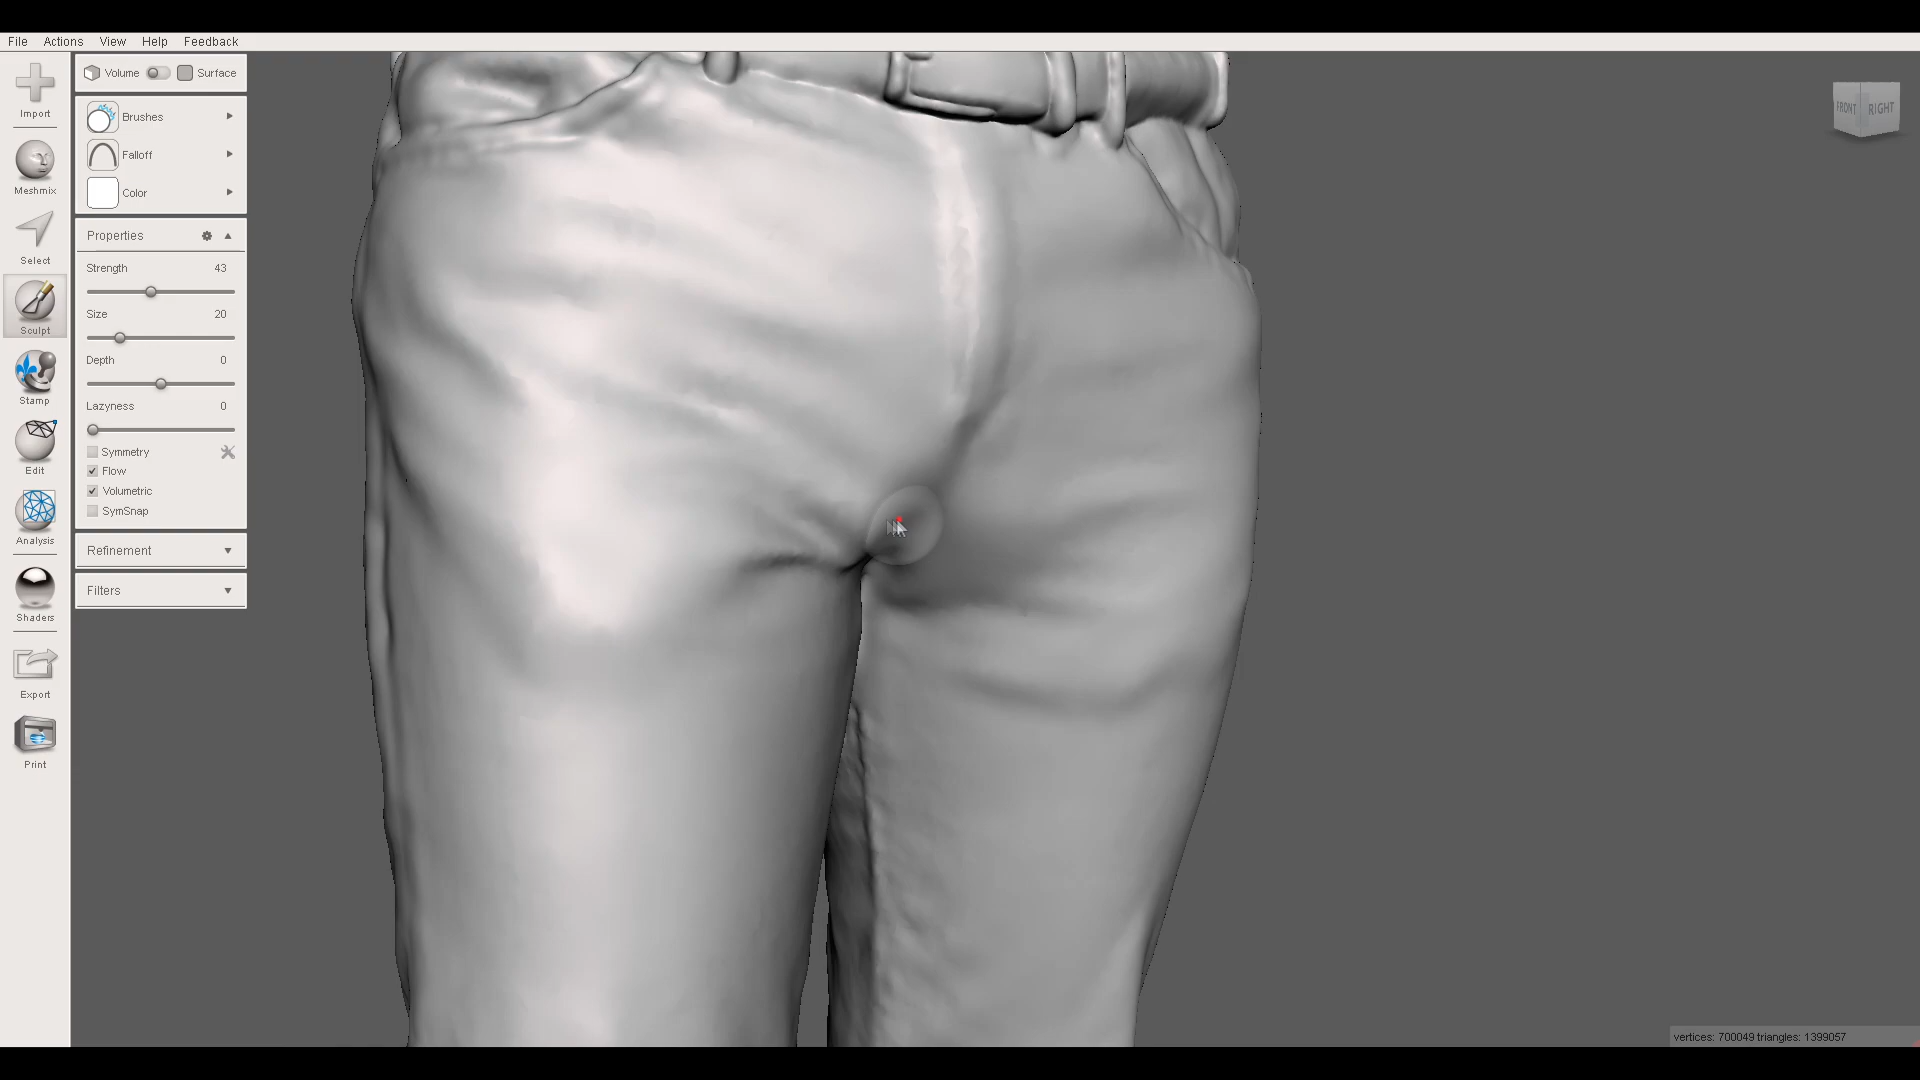 File Actions View Help Feedback
Import
Meshmix
Select
Sculpt
Stamp
Edit
Analysis
Shaders
Export
Print
Volume Surface
Brushes
Falloff
Color
Properties
Strength 43
Size 20
Depth 0
Lazyness 0
Symmetry
Flow
Volumetric
SymSnap
Refinement
Filters
FRONT RIGHT
vertices: 700049 triangles: 1399057